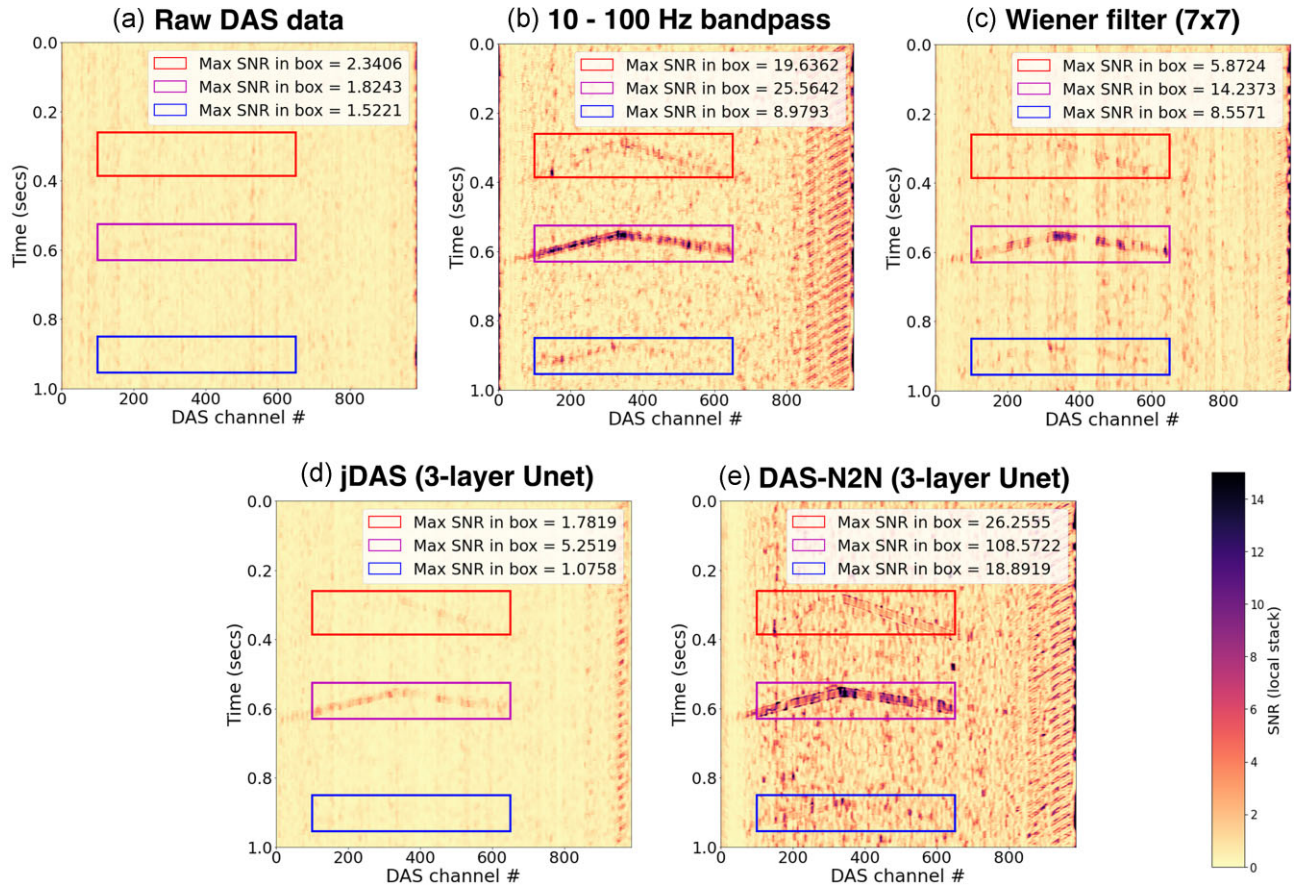 (a) Raw DAS data
Max SNR in box = 2.3406
Max SNR in box = 1.8243
Max SNR in box = 1.5221
0.0
0.2
0.4
0.6
0.8
1.0
Time (secs)
0 200 400 600 800
DAS channel #
(b) 10 - 100 Hz bandpass
Max SNR in box = 19.6362
Max SNR in box = 25.5642
Max SNR in box = 8.9793
0.0
0.2
0.4
0.6
0.8
1.0
Time (secs)
0 200 400 600 800
DAS channel #
(c) Wiener filter (7x7)
Max SNR in box = 5.8724
Max SNR in box = 14.2373
Max SNR in box = 8.5571
0.0
0.2
0.4
0.6
0.8
1.0
Time (secs)
0 200 400 600 800
DAS channel #
(d) jDAS (3-layer Unet)
Max SNR in box = 1.7819
Max SNR in box = 5.2519
Max SNR in box = 1.0758
0.0
0.2
0.4
0.6
0.8
1.0
Time (secs)
0 200 400 600 800
DAS channel #
(e) DAS-N2N (3-layer Unet)
Max SNR in box = 26.2555
Max SNR in box = 108.5722
Max SNR in box = 18.8919
0.0
0.2
0.4
0.6
0.8
1.0
Time (secs)
0 200 400 600 800
DAS channel #
14
12
10
8
6
4
2
0
SNR (local stack)